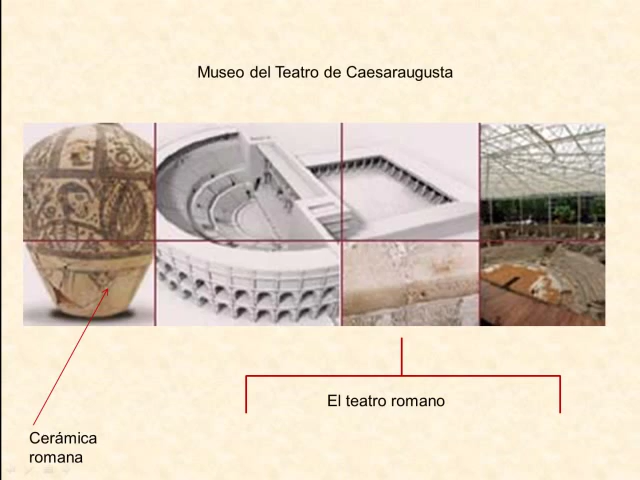 Museo del Teatro de Caesaraugusta
El teatro romano
Cerámica
romana